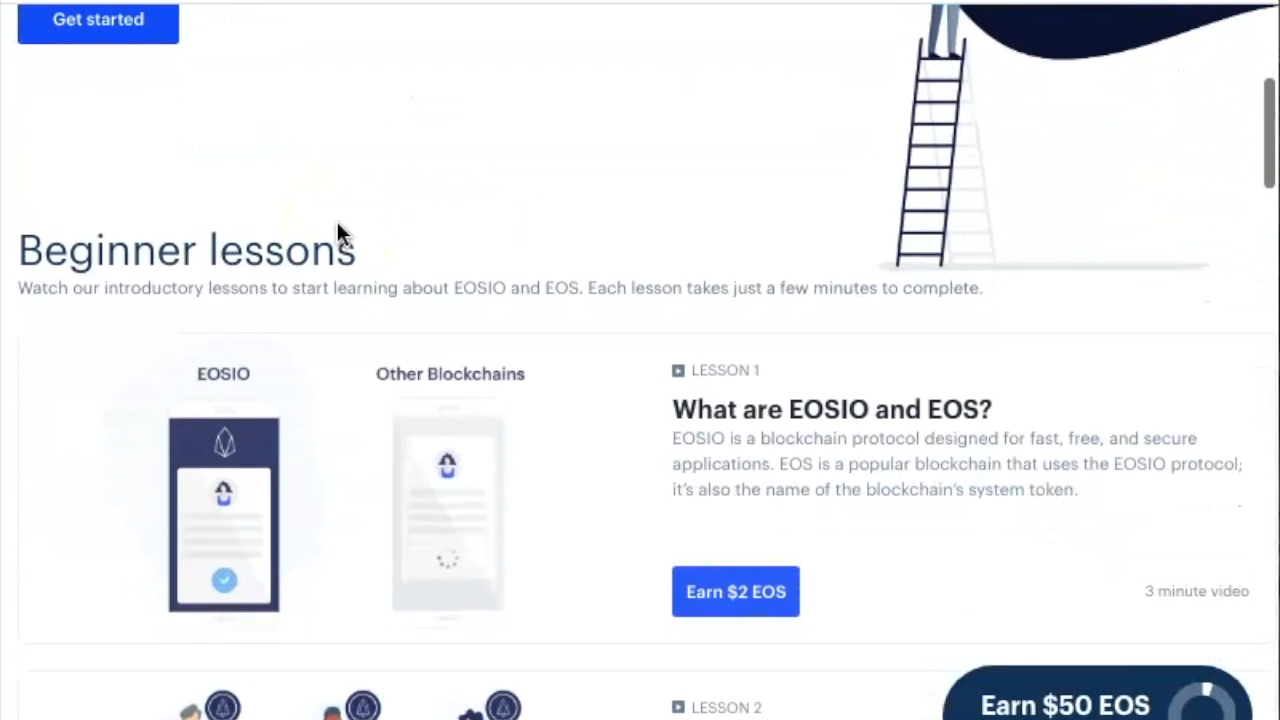 Get started
Beginner lessons
Watch our introductory lessons to start learning about EOSIO and EOS. Each lesson takes just a few minutes to complete.
EOSIO
Other Blockchains
LESSON 1
What are EOSIO and EOS?
EOSIO is a blockchain protocol designed for fast, free, and secure
applications. EOS is a popular blockchain that uses the EOSIO protocol;
it's also the name of the blockchain's system token.
Earn $2 EOS
3 minute video
LESSON 2
Earn $50 EOS